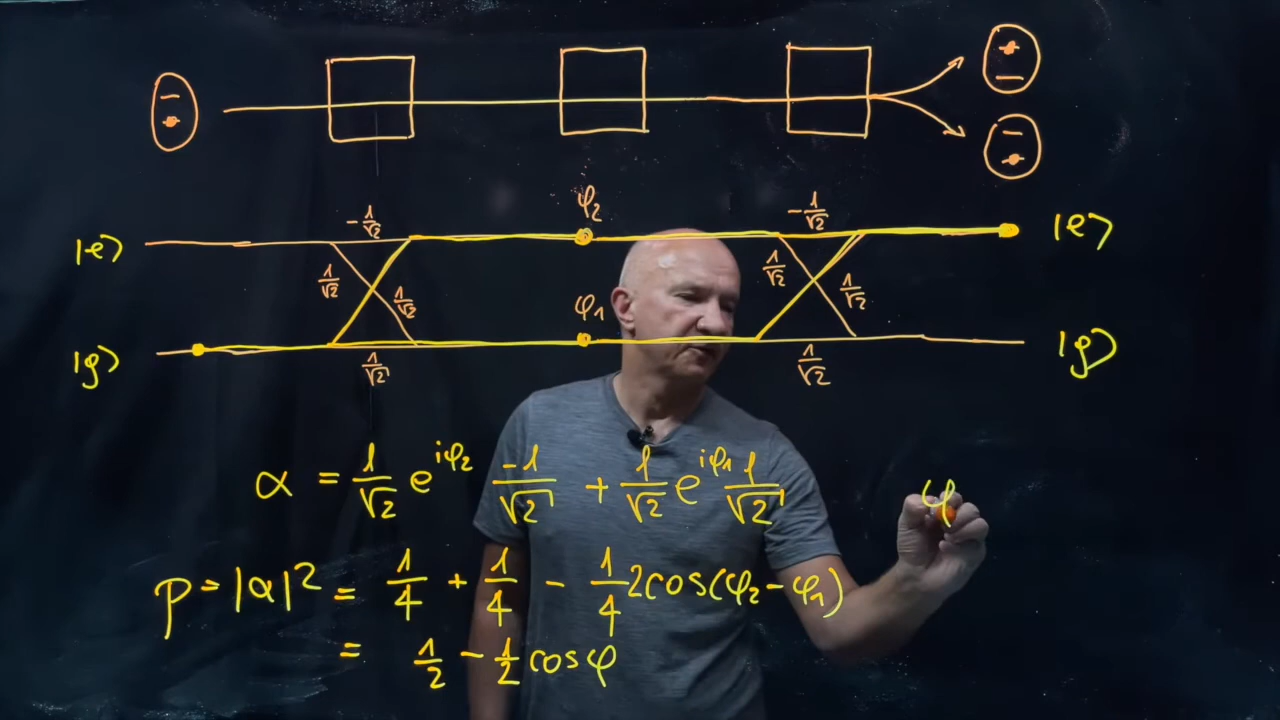 φ₂
-1/√2
-1/√2
|e⟩
|e⟩
1/√2
1/√2
1/√2
1/√2
φ₁
|g⟩
1/√2
1/√2
|g⟩
α = 1/√2 e^{iφ₂} -1/√2 + 1/√2 e^{iφ₁} 1/√2
φ
p = |α|² = 1/4 + 1/4 - 1/4 2cos(φ₂-φ₁)
= 1/2 - 1/2 cosφ